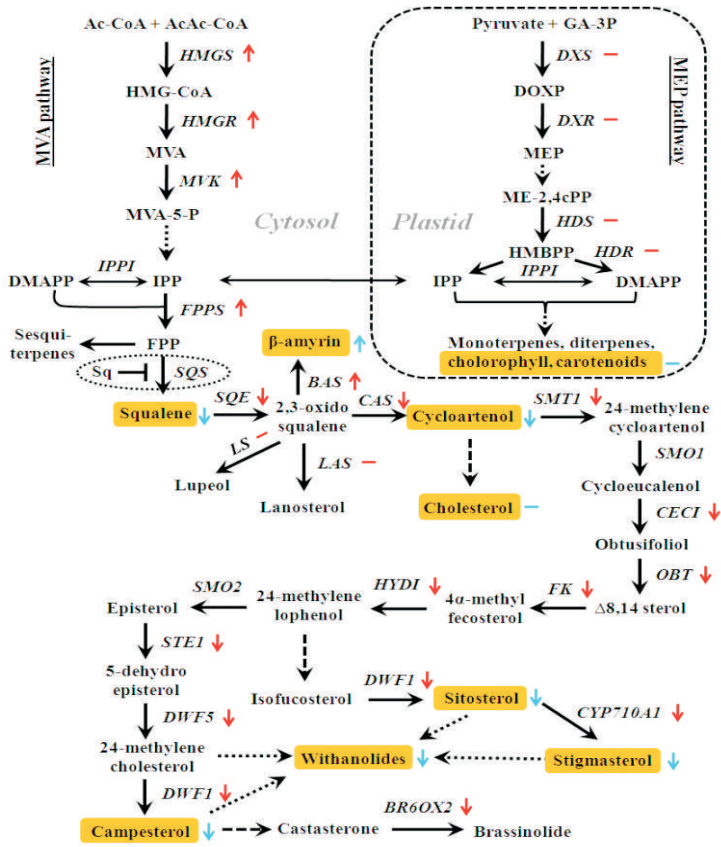 Ac-CoA + AcAc-CoA
HMGS
HMG-CoA
HMGR
MVA
MVK
MVA-5-P
MVA pathway
Cytosol
DMAPP
IPPI
IPP
FPPS
Sesqui-
terpenes
FPP
Sq
SQS
Pyruvate + GA-3P
DXS
DOXP
DXR
MEP
ME-2,4cPP
HDS
HMBPP
HDR
MEP pathway
Plastid
IPP
IPPI
DMAPP
Monoterpenes, diterpenes,
cholorophyll, carotenoids
β-amyrin
BAS
Squalene
SQE
2,3-oxido
squalene
CAS
Cycloartenol
SMT1
24-methylene
cycloartenol
LS
Lupeol
LAS
Lanosterol
Cholesterol
SMO1
Cycloeucalenol
CECI
Obtusifoliol
OBT
Δ8,14 sterol
FK
4α-methyl
fecosterol
HYDI
24-methylene
lophenol
SMO2
Episterol
STE1
5-dehydro
episterol
DWF5
24-methylene
cholesterol
DWF1
Campesterol
Isofucosterol
DWF1
Sitosterol
CYP710A1
Stigmasterol
Withanolides
Castasterone
BR6OX2
Brassinolide